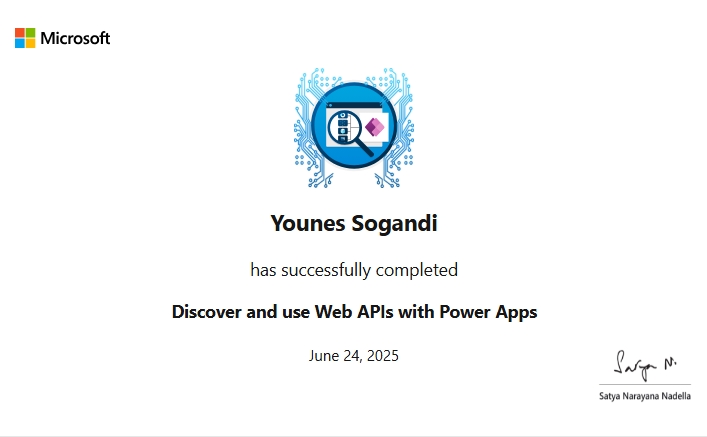 Microsoft
Younes Sogandi
has successfully completed
Discover and use Web APIs with Power Apps
June 24, 2025
Satya N.
Satya Narayana Nadella